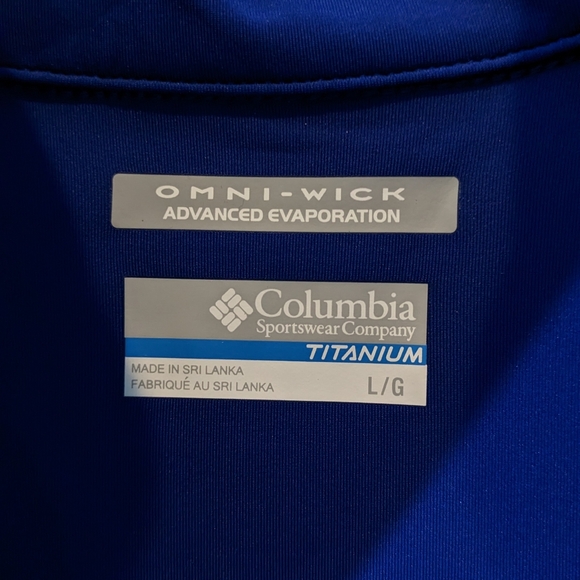 OMNI-WICK
ADVANCED EVAPORATION
Columbia
Sportswear Company
TITANIUM
MADE IN SRI LANKA
FABRIQUÉ AU SRI LANKA
L/G